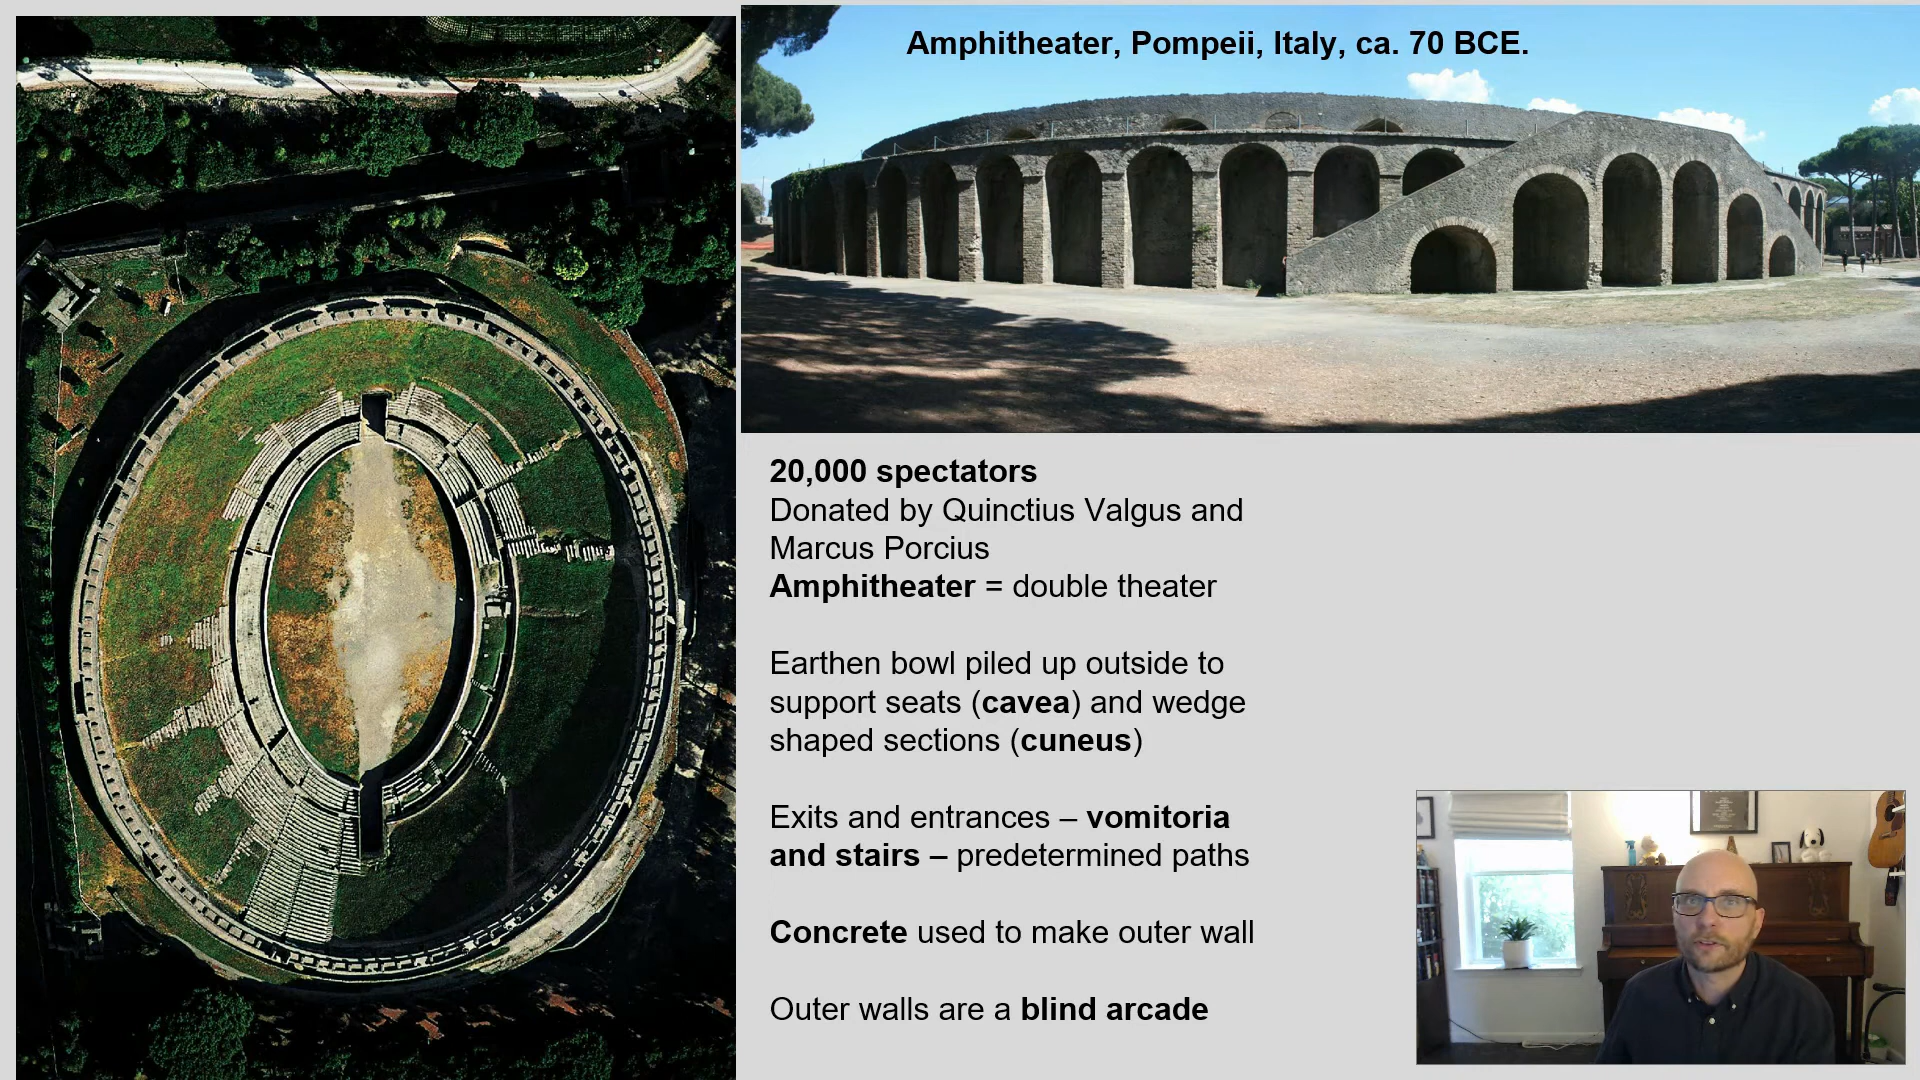 Amphitheater, Pompeii, Italy, ca. 70 BCE.
20,000 spectators
Donated by Quinctius Valgus and
Marcus Porcius
Amphitheater = double theater
Earthen bowl piled up outside to
support seats (cavea) and wedge
shaped sections (cuneus)
Exits and entrances – vomitoria
and stairs – predetermined paths
Concrete used to make outer wall
Outer walls are a blind arcade